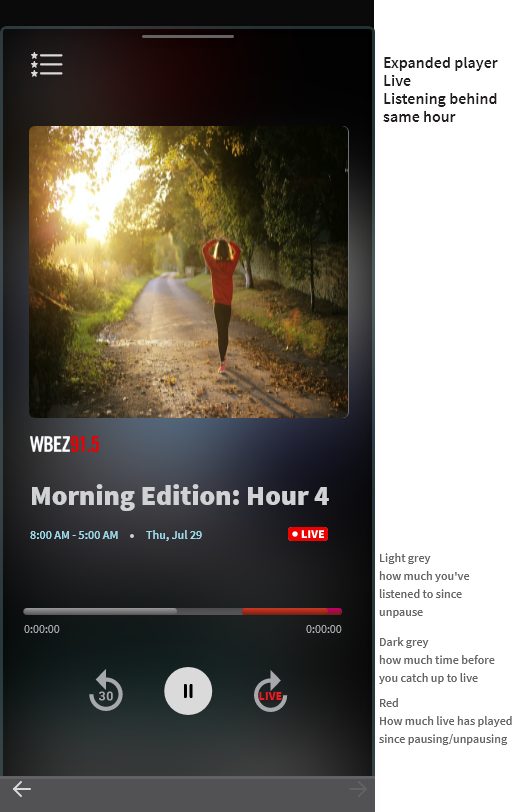 Expanded player
Live
Listening behind
same hour
WBEZ91.5
Morning Edition: Hour 4
8:00 AM - 5:00 AM • Thu, Jul 29
LIVE
0:00:00
0:00:00
30
LIVE
Light grey
how much you've
listened to since
unpause
Dark grey
how much time before
you catch up to live
Red
How much live has played
since pausing/unpausing